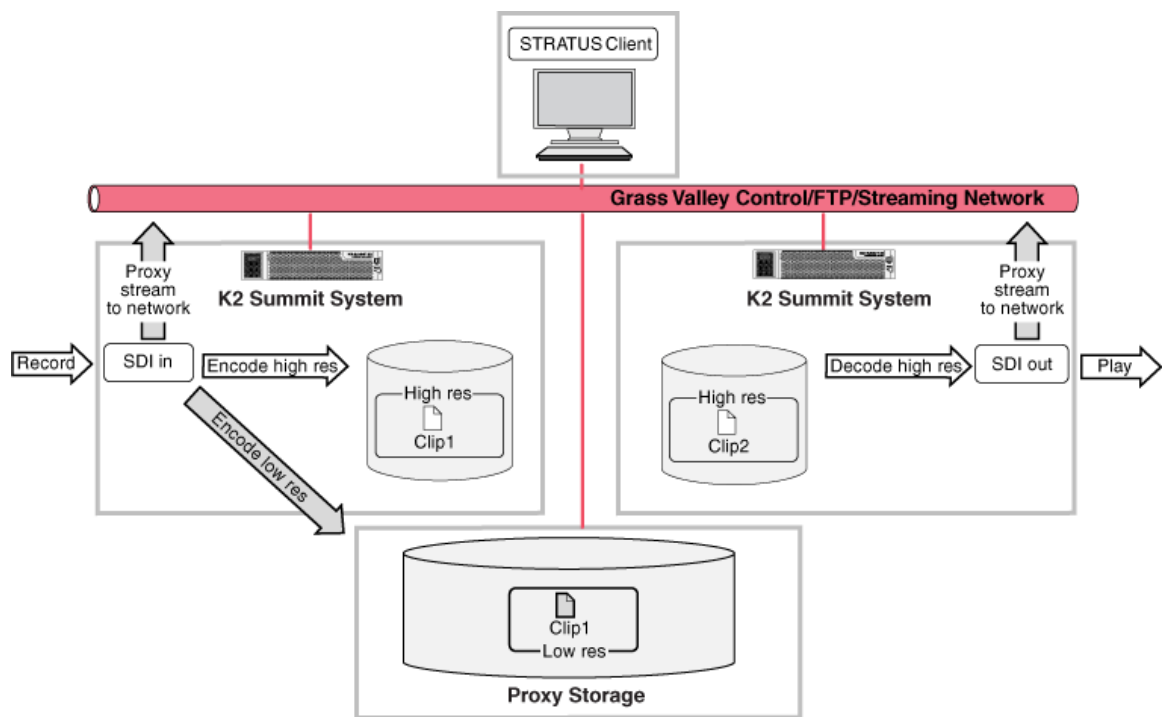 STRATUS Client
Grass Valley Control/FTP/Streaming Network
Proxy
stream
to network
K2 Summit System
Record
SDI in
Encode high res
High res
Clip1
Encode low res
K2 Summit System
Proxy
stream
to network
High res
Clip2
Decode high res
SDI out
Play
Clip1
Low res
Proxy Storage